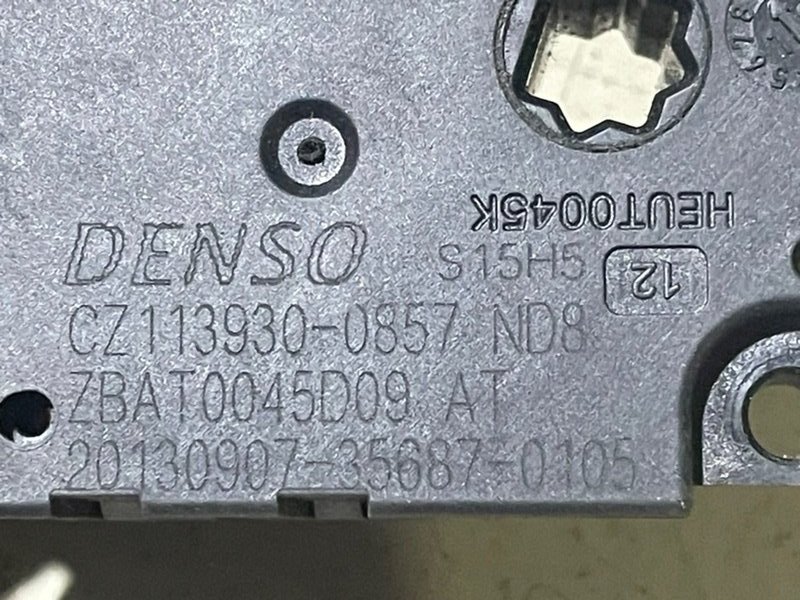 DENSO S15H5
CZ113930-0857 ND8
ZBAT0045D09 AT
20130907-35687-0105
HEUT0045K
12